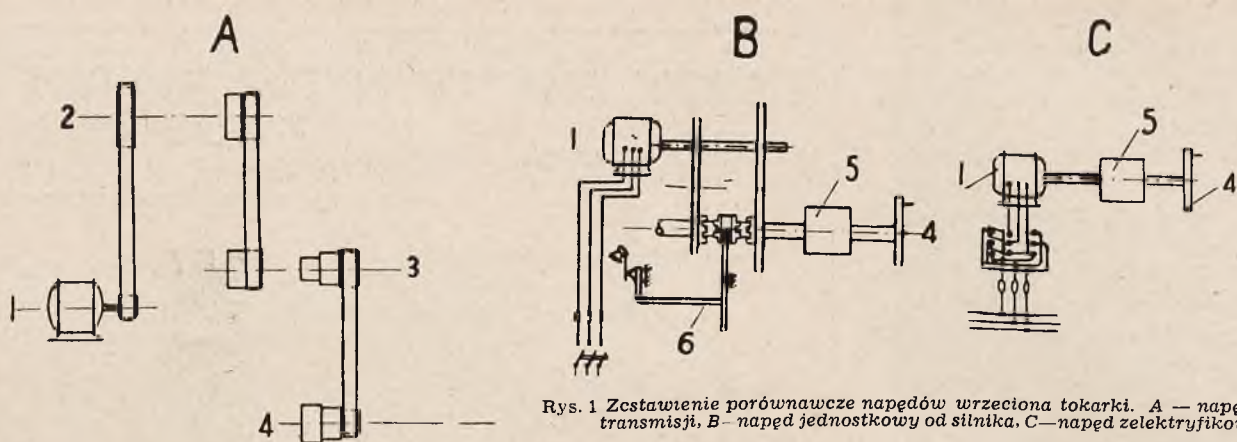 A
B
C
2
3
1
4
1
5
4
6
5
1
4
Rys. 1 Zestawienie porównawcze napędów wrzeciona tokarki. A — napę
transmisji, B – napęd jednostkowy od silnika, C—napęd zelektryfiko